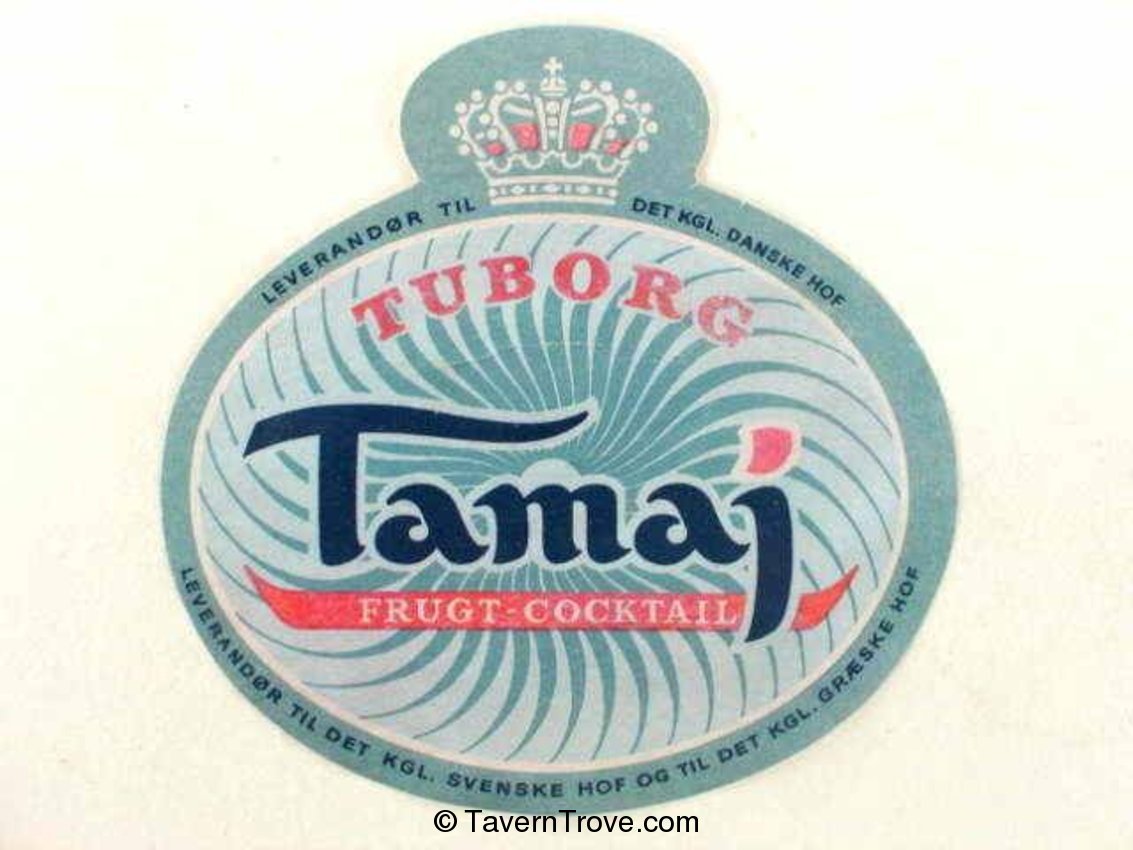 LEVERANDØR TIL DET KGL. DANSKE HOF
TUBORG
Tamaj
FRUGT-COCKTAIL
LEVERANDØR TIL DET KGL. SVENSKE HOF OG TIL DET KGL. GRÆSKE HOF
© TavernTrove.com